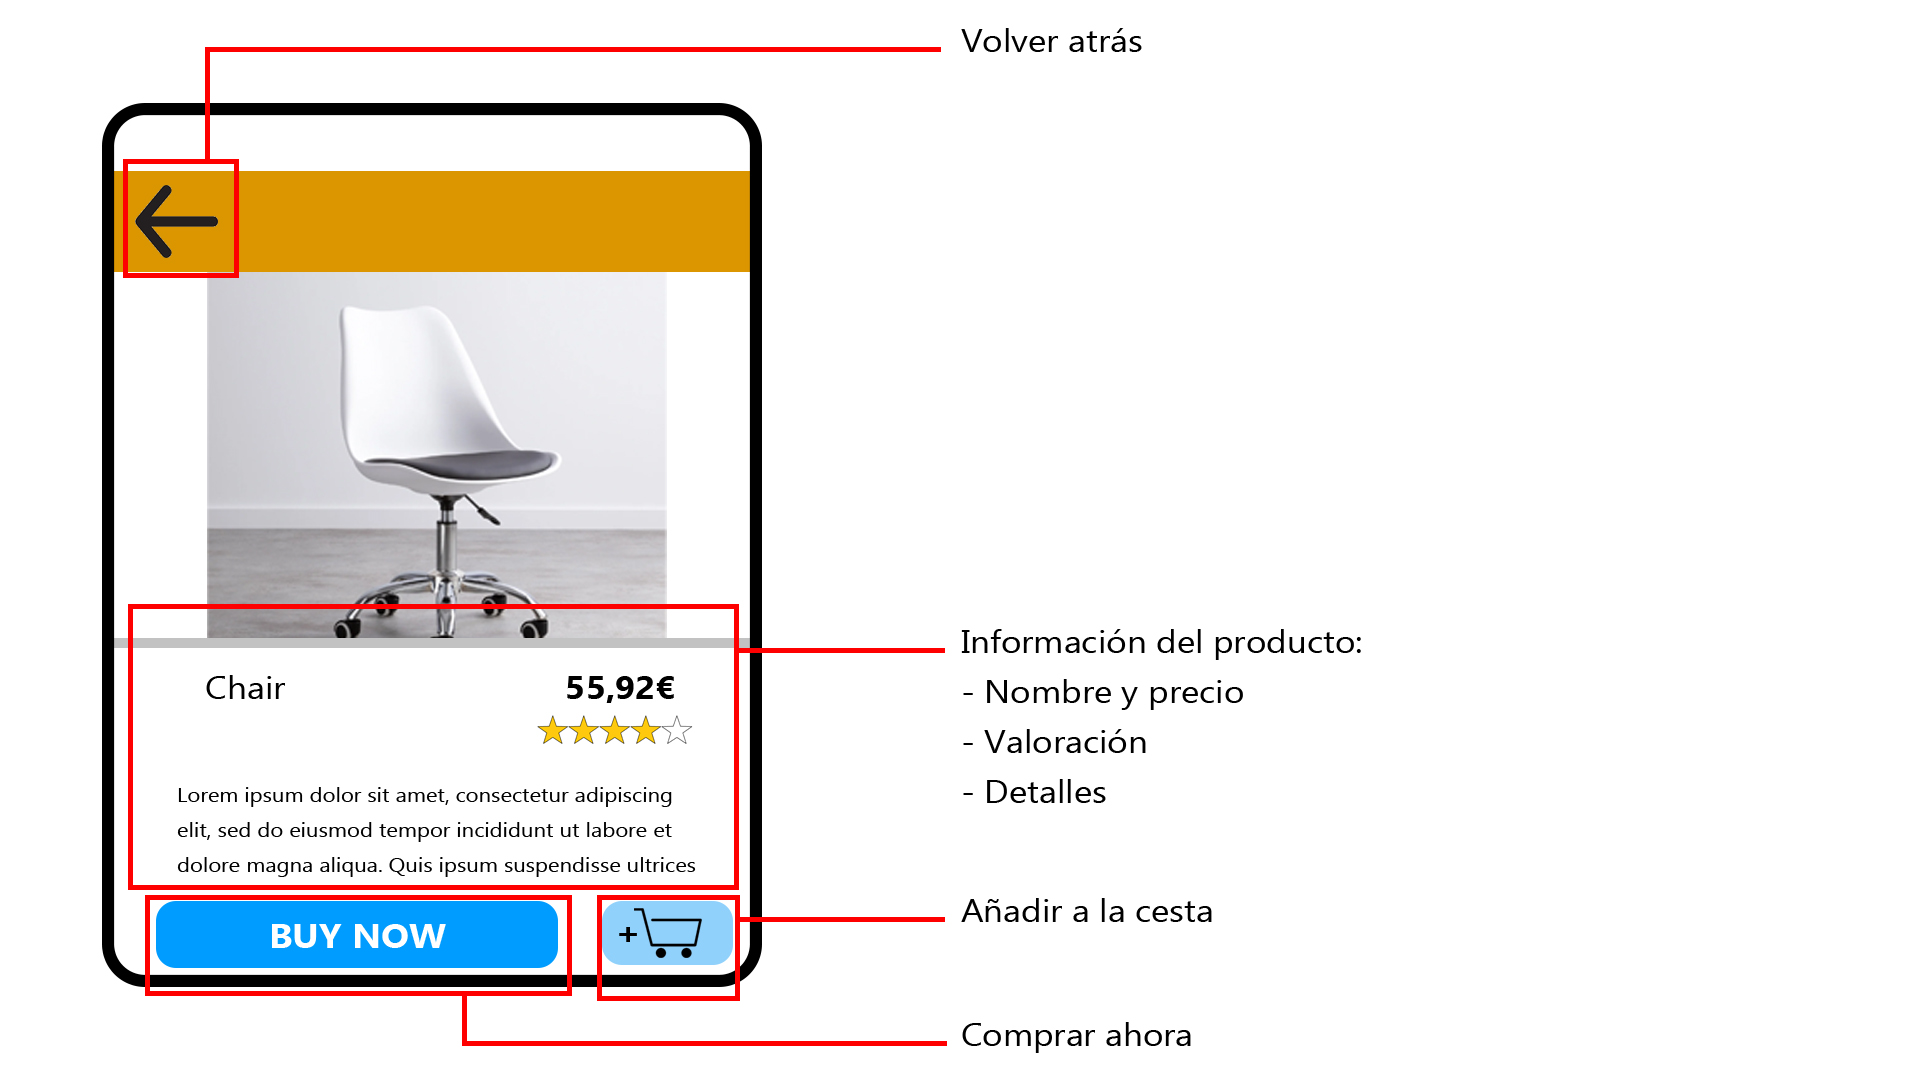 Volver atrás
Información del producto:
- Nombre y precio
- Valoración
- Detalles
Chair
55,92€
Lorem ipsum dolor sit amet, consectetur adipiscing
elit, sed do eiusmod tempor incididunt ut labore et
dolore magna aliqua. Quis ipsum suspendisse ultrices
BUY NOW
+
Añadir a la cesta
Comprar ahora